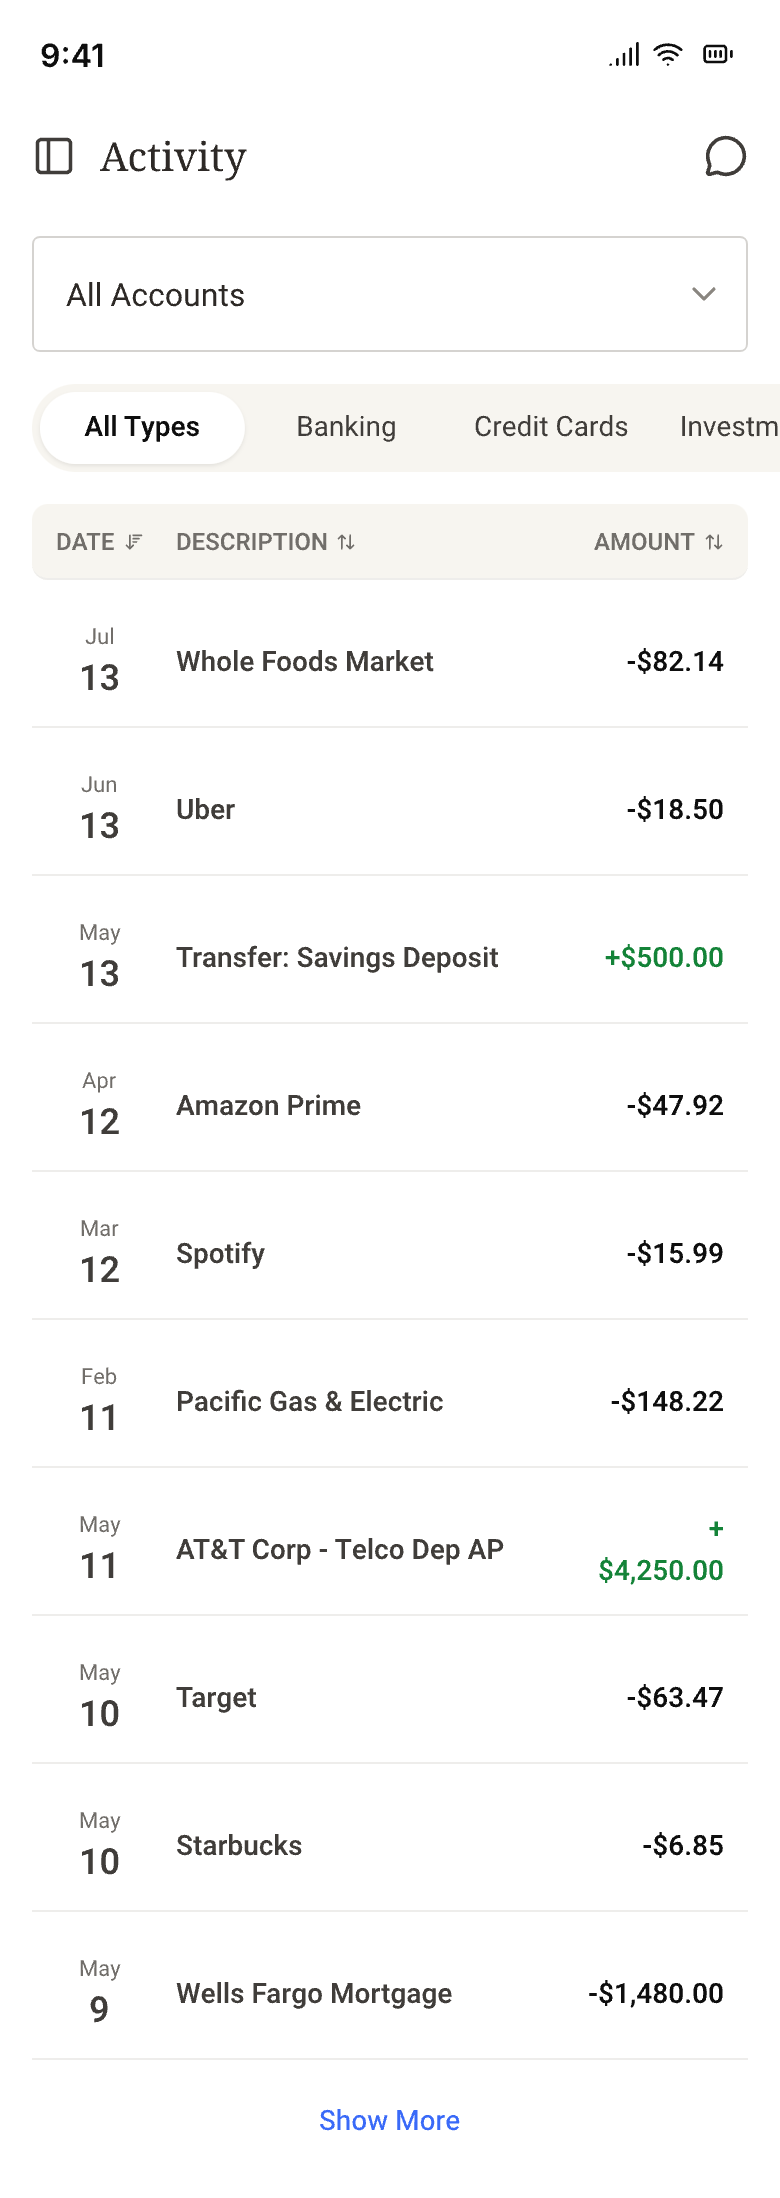 9:41
Activity
All Accounts
All Types Banking Credit Cards Investm
DATE DESCRIPTION AMOUNT
Jul
13 Whole Foods Market -$82.14
Jun
13 Uber -$18.50
May
13 Transfer: Savings Deposit +$500.00
Apr
12 Amazon Prime -$47.92
Mar
12 Spotify -$15.99
Feb
11 Pacific Gas & Electric -$148.22
May
11 AT&T Corp - Telco Dep AP +
$4,250.00
May
10 Target -$63.47
May
10 Starbucks -$6.85
May
9 Wells Fargo Mortgage -$1,480.00
Show More